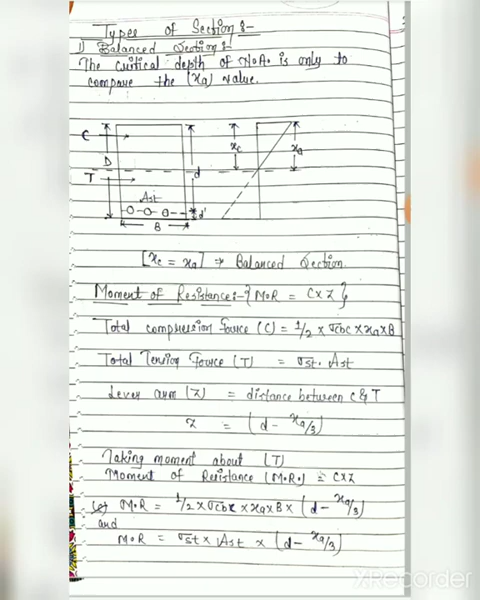 Types of Section :-
1) Balanced Section :-
The critical depth of N.A. is only to
compare the (xa) value.
C
D
T
d
xc
xa
Ast
d'
B
[xc = xa] ⇒ Balanced Section.
Moment of Resistance:- {M.R = C×Z}
Total compression force (C) = 1/2 × σcbc × xa × B
Total Tension force (T) = σst. Ast
Lever arm (z) = distance between C & T
z = (d - xa/3)
Taking moment about (T)
Moment of Resistance (M.R.) = C×z
M.R = 1/2 × σcbc × xa × B × (d - xa/3)
and
M.R = σst × Ast × (d - xa/3)
XRecorder